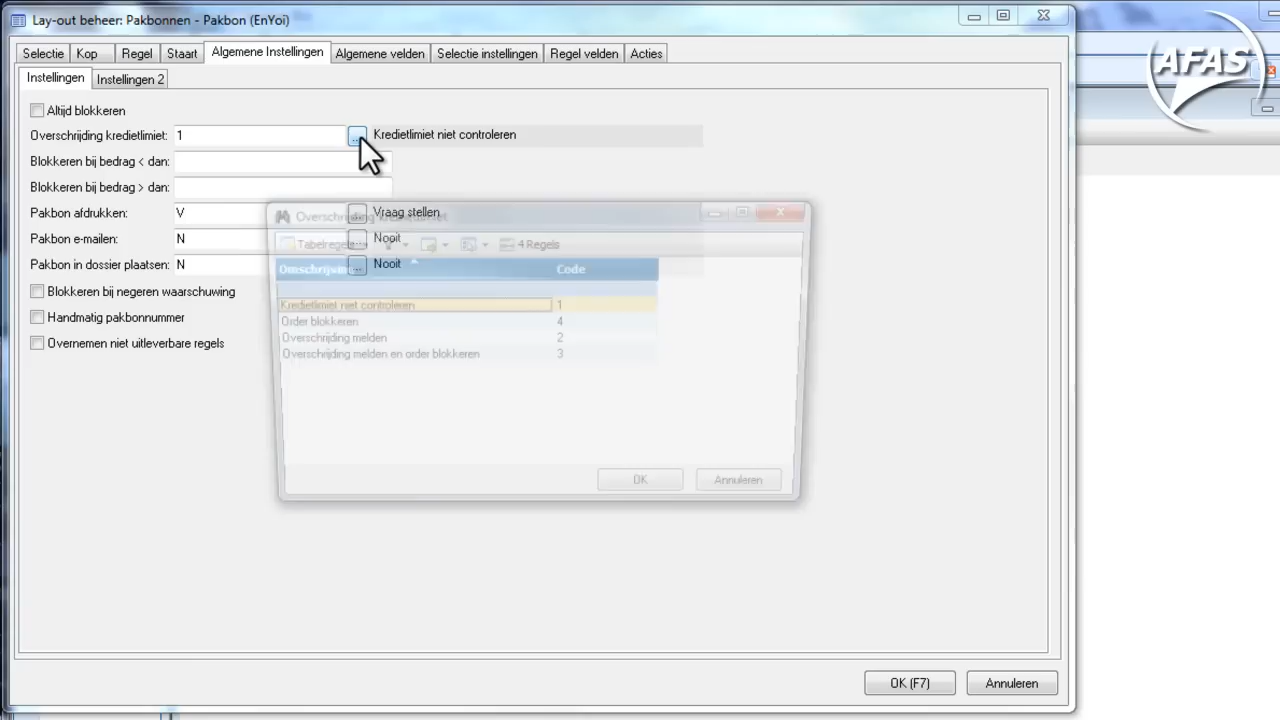 Lay-out beheer: Pakbonnen - Pakbon (EnYoi)
AFAS
Selectie Kop Regel Staart Algemene Instellingen Algemene velden Selectie instellingen Regel velden Acties
Instellingen Instellingen 2
Altijd blokkeren
Overschrijding kredietlimiet: 1 ... Kredietlimiet niet controleren
Blokkeren bij bedrag < dan:
Blokkeren bij bedrag > dan:
Pakbon afdrukken: V ... Vraag stellen
Pakbon e-mailen: N ... Nooit
Pakbon in dossier plaatsen: N ... Nooit
Blokkeren bij negeren waarschuwing
Handmatig pakbonnummer
Overnemen niet uitleverbare regels
4 Regels
Omschrijving Code
Kredietlimiet niet controleren 1
Order blokkeren 4
Overschrijding melden 2
Overschrijding melden en order blokkeren 3
OK Annuleren
OK (F7) Annuleren